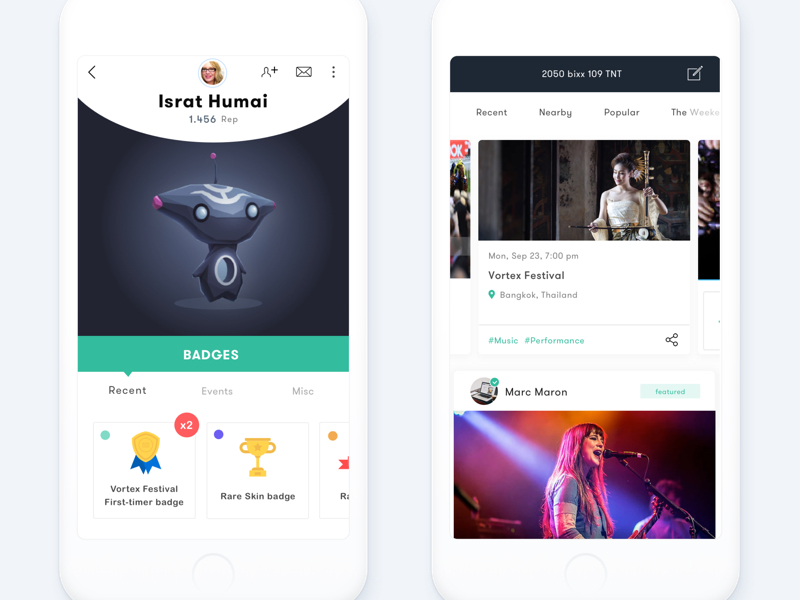 Israt Humai
1.456 Rep
BADGES
Recent Events Misc
x2
Vortex Festival
First-timer badge
Rare Skin badge
2050 bixx 109 TNT
Recent Nearby Popular The
Mon, Sep 23, 7:00 pm
Vortex Festival
Bangkok, Thailand
#Music #Performance
Marc Maron
featured